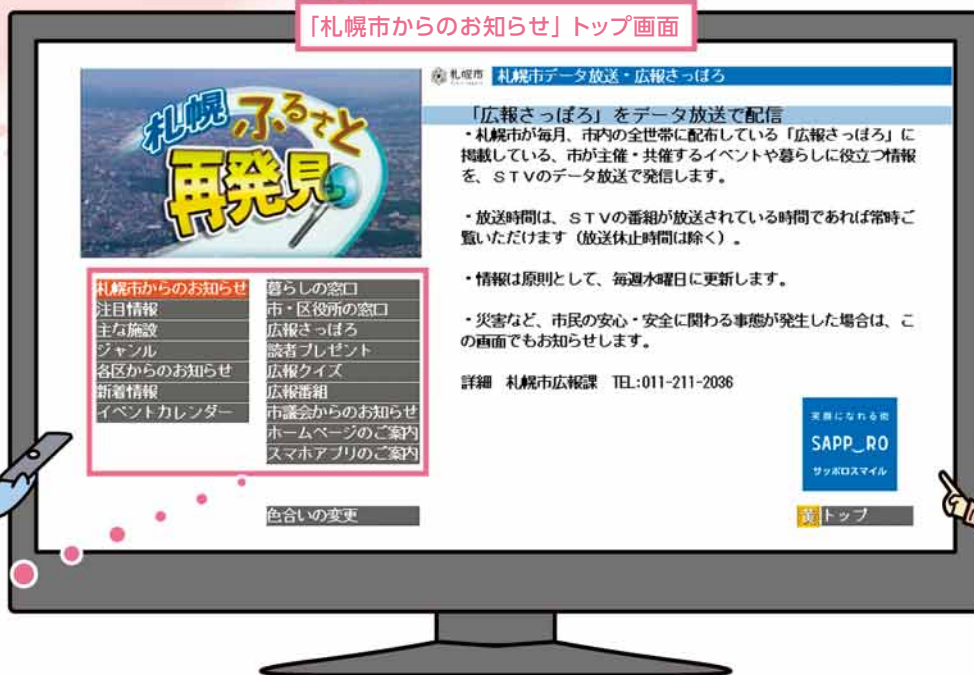 「札幌市からのお知らせ」トップ画面
札幌市 札幌市データ放送・広報さっぽろ
札幌ふるさと
再発見
「広報さっぽろ」をデータ放送で配信
・札幌市が毎月、市内の全世帯に配布している「広報さっぽろ」に
掲載している、市が主催・共催するイベントや暮らしに役立つ情報
を、STVのデータ放送で発信します。
・放送時間は、STVの番組が放送されている時間であれば常時ご
覧いただけます(放送休止時間は除く)。
・情報は原則として、毎週水曜日に更新します。
・災害など、市民の安心・安全に関わる事態が発生した場合は、こ
の画面でもお知らせします。
詳細 札幌市広報課 TEL:011-211-2036
札幌市からのお知らせ
注目情報
主な施設
ジャンル
各区からのお知らせ
新着情報
イベントカレンダー
暮らしの窓口
市・区役所の窓口
広報さっぽろ
読者プレゼント
広報クイズ
広報番組
市議会からのお知らせ
ホームページのご案内
スマホアプリのご案内
色合いの変更
笑顔になれる街
SAPP_RO
サッポロスマイル
黄 トップ